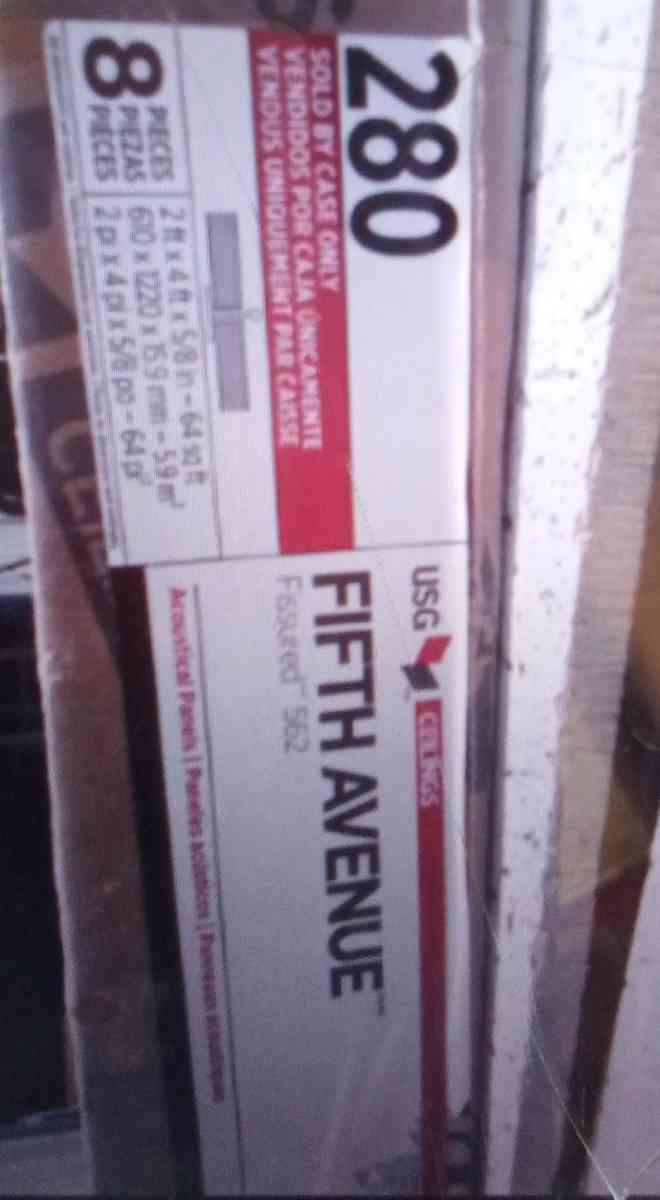 280
SOLD BY CASE ONLY
VENDIDOS POR CAJA ÚNICAMENTE
VENDUS UNIQUEMENT PAR CAISSE
8 PIECES
PIEZAS
PIÈCES
2 ft x 4 ft x 5/8 in - 64 sq ft
610 x 1220 x 15.9 mm - 5.9 m²
2 pi x 4 pi x 5/8 po - 64 pi²
USG CEILINGS
FIFTH AVENUE™
Fissured™ 562
Acoustical Panels | Paneles acústicos | Panneaux acoustiques